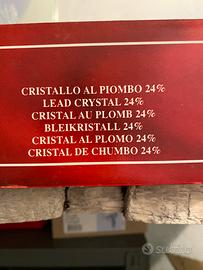 CRISTALLO AL PIOMBO 24%
LEAD CRYSTAL 24%
CRISTAL AU PLOMB 24%
BLEIKRISTALL 24%
CRISTAL AL PLOMO 24%
CRISTAL DE CHUMBO 24%
SUBITO